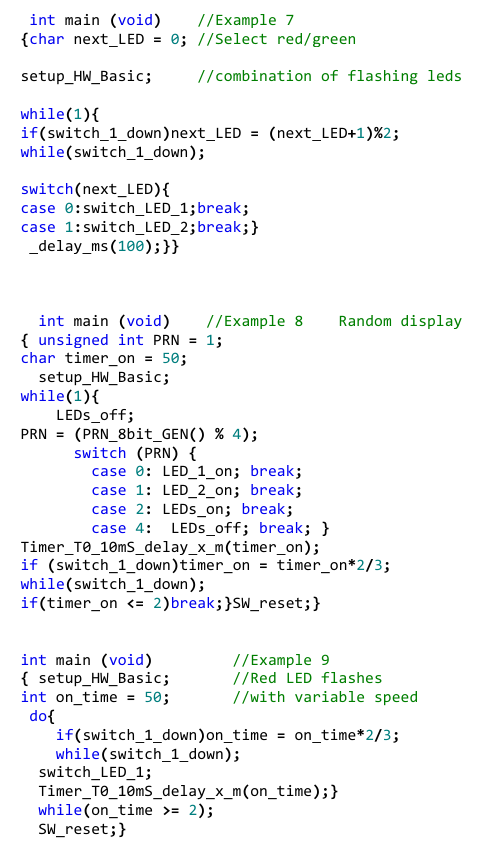 int main (void)    //Example 7
{char next_LED = 0; //Select red/green
setup_HW_Basic;     //combination of flashing leds
while(1){
if(switch_1_down)next_LED = (next_LED+1)%2;
while(switch_1_down);
switch(next_LED){
case 0:switch_LED_1;break;
case 1:switch_LED_2;break;}
_delay_ms(100);}}
int main (void)    //Example 8    Random display
{ unsigned int PRN = 1;
char timer_on = 50;
setup_HW_Basic;
while(1){
LEDs_off;
PRN = (PRN_8bit_GEN() % 4);
switch (PRN) {
case 0: LED_1_on; break;
case 1: LED_2_on; break;
case 2: LEDs_on; break;
case 4:  LEDs_off; break; }
Timer_T0_10mS_delay_x_m(timer_on);
if (switch_1_down)timer_on = timer_on*2/3;
while(switch_1_down);
if(timer_on <= 2)break;}SW_reset;}
int main (void)         //Example 9
{ setup_HW_Basic;       //Red LED flashes
int on_time = 50;       //with variable speed
do{
if(switch_1_down)on_time = on_time*2/3;
while(switch_1_down);
switch_LED_1;
Timer_T0_10mS_delay_x_m(on_time);}
while(on_time >= 2);
SW_reset;}